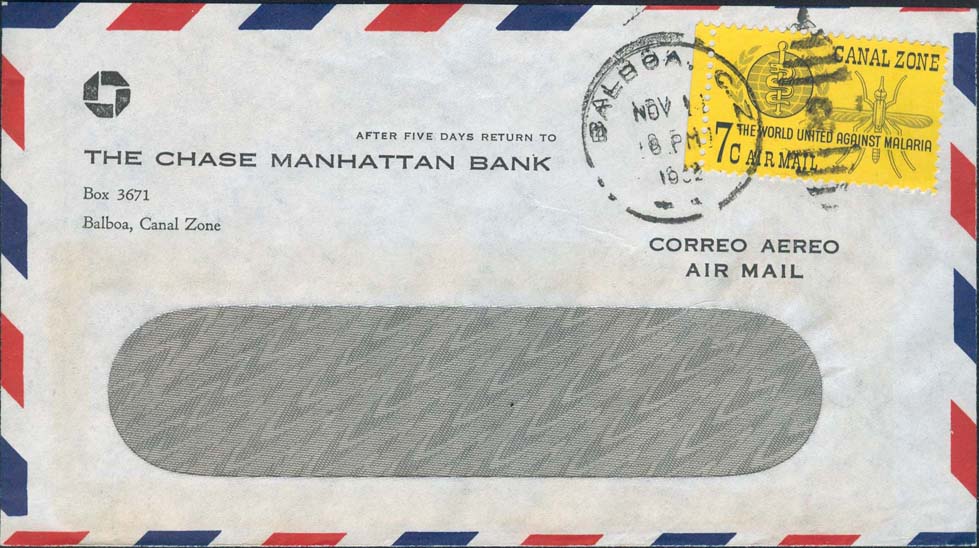 AFTER FIVE DAYS RETURN TO
THE CHASE MANHATTAN BANK
Box 3671
Balboa, Canal Zone
BALBOA, C Z
NOV
8 PM
CANAL ZONE
THE WORLD UNITED AGAINST MALARIA
7c AIR MAIL
CORREO AEREO
AIR MAIL